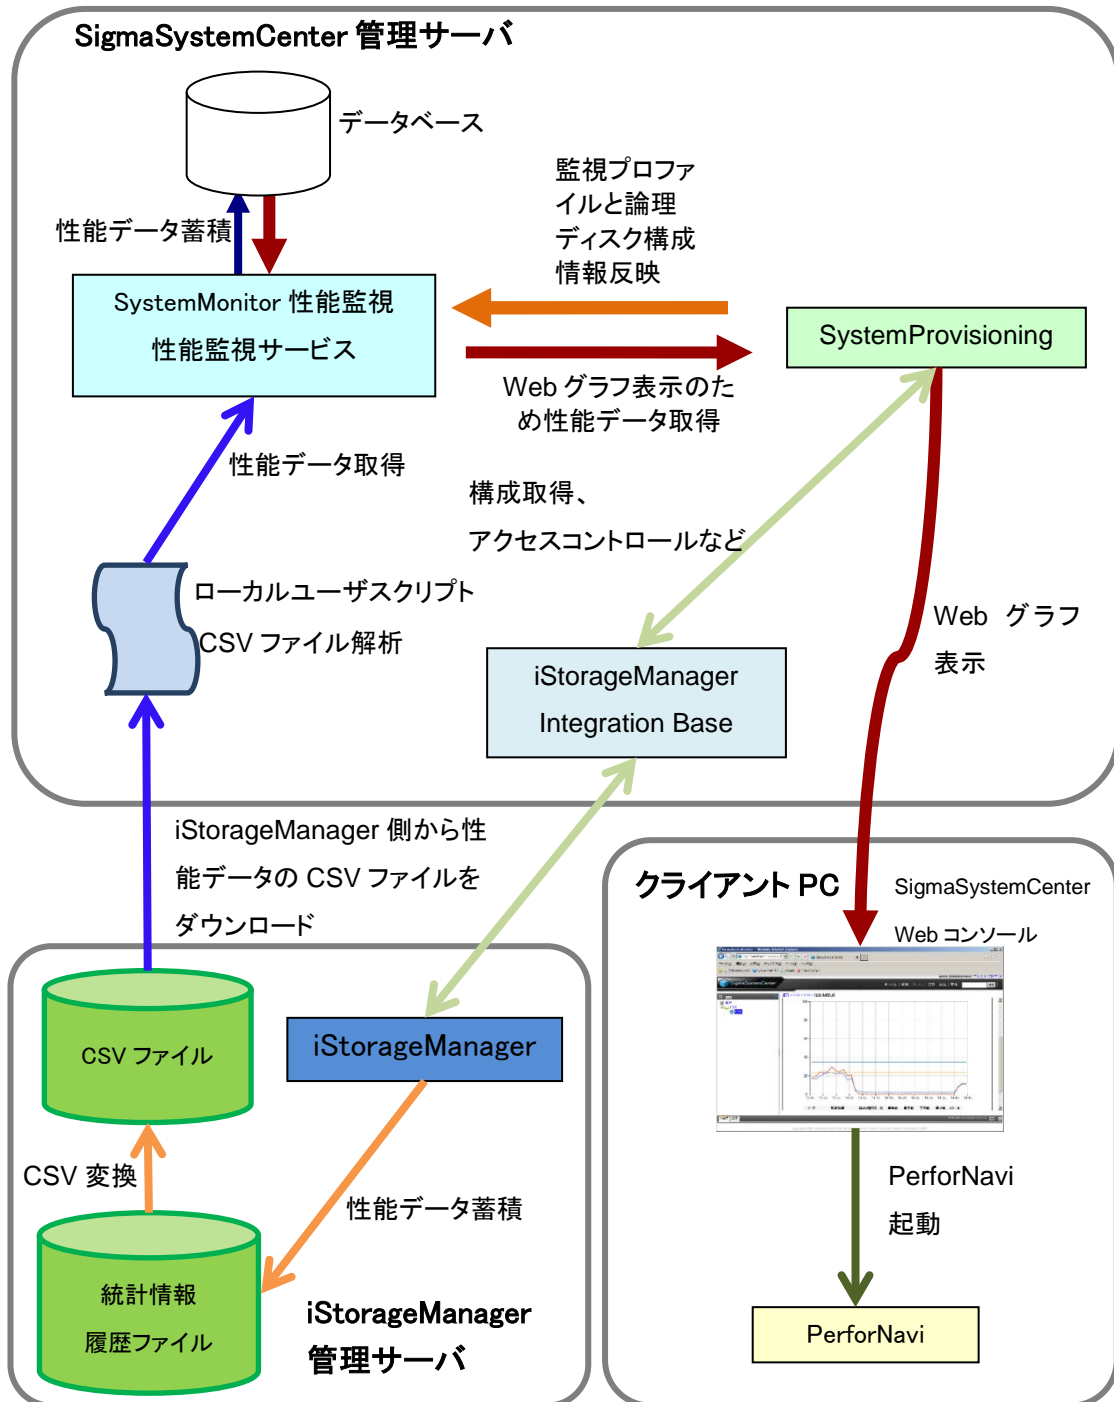 SigmaSystemCenter 管理サーバ
データベース
監視プロファ
イルと論理
ディスク構成
情報反映
性能データ蓄積
SystemMonitor 性能監視
性能監視サービス
SystemProvisioning
Web グラフ表示のた
め性能データ取得
性能データ取得
構成取得、
アクセスコントロールなど
ローカルユーザスクリプト
CSV ファイル解析
Web グラフ
表示
iStorageManager
Integration Base
iStorageManager 側から性
能データの CSV ファイルを
ダウンロード
クライアント PC
SigmaSystemCenter
Web コンソール
SigmaSystemCenter
CSV ファイル
iStorageManager
CSV 変換
性能データ蓄積
PerforNavi
起動
統計情報
履歴ファイル
iStorageManager
管理サーバ
PerforNavi